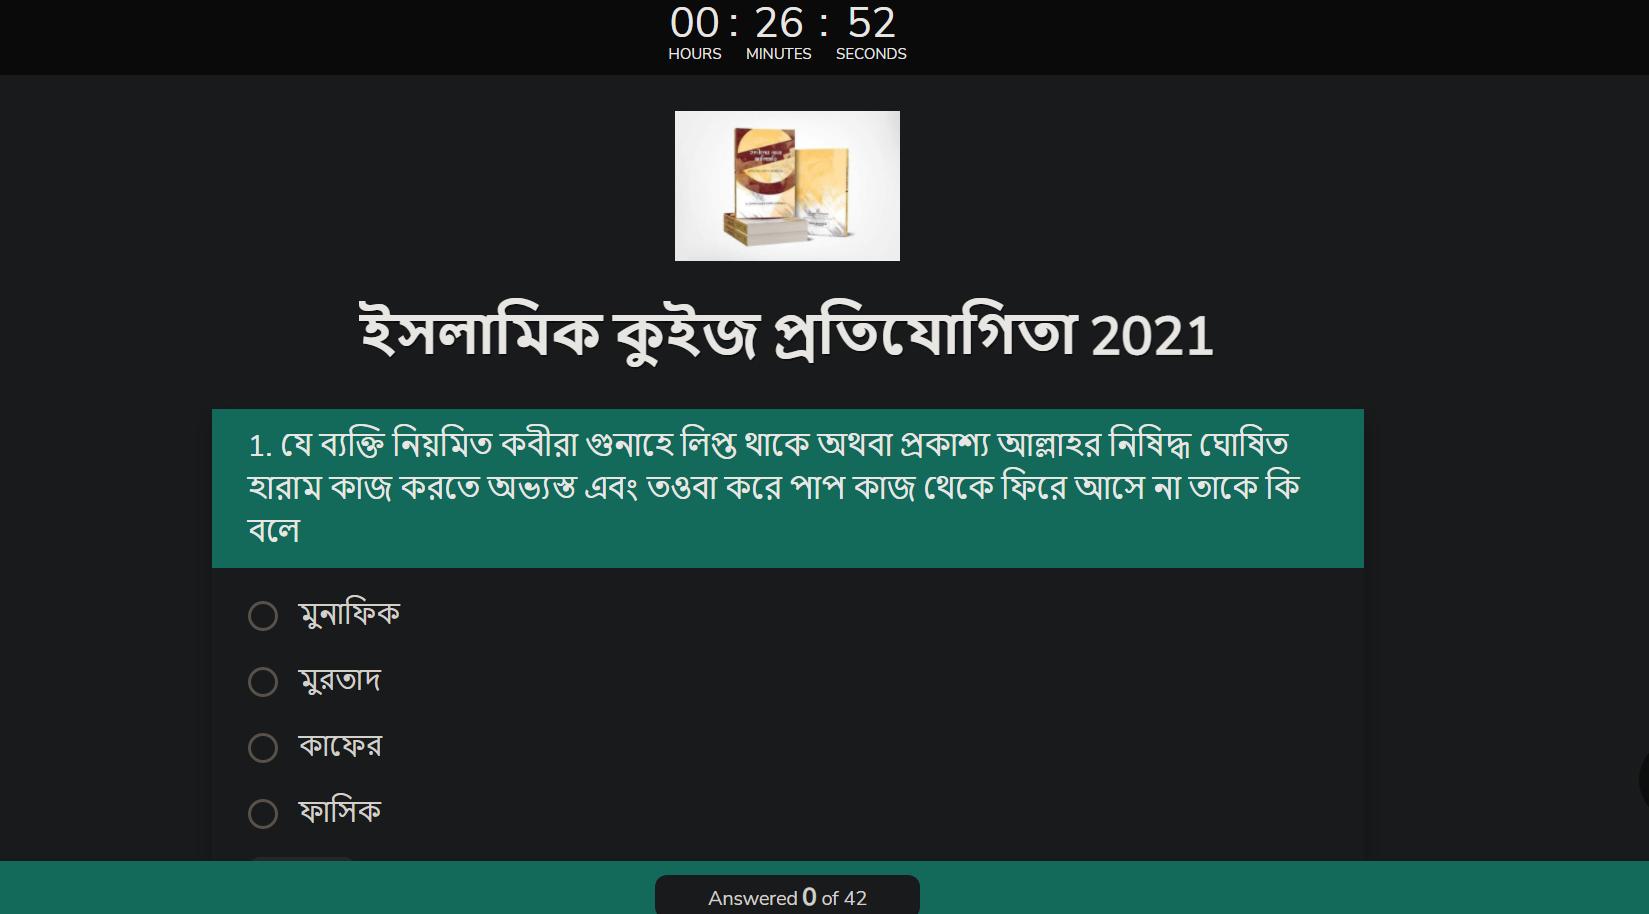 00 : 26 : 52
HOURS MINUTES SECONDS
ইসলামিক কুইজ প্রতিযোগিতা 2021
1. যে ব্যক্তি নিয়মিত কবীরা গুনাহে লিপ্ত থাকে অথবা প্রকাশ্য আল্লাহর নিষিদ্ধ ঘোষিত
হারাম কাজ করতে অভ্যস্ত এবং তওবা করে পাপ কাজ থেকে ফিরে আসে না তাকে কি
বলে
মুনাফিক
মুরতাদ
কাফের
ফাসিক
Answered 0 of 42